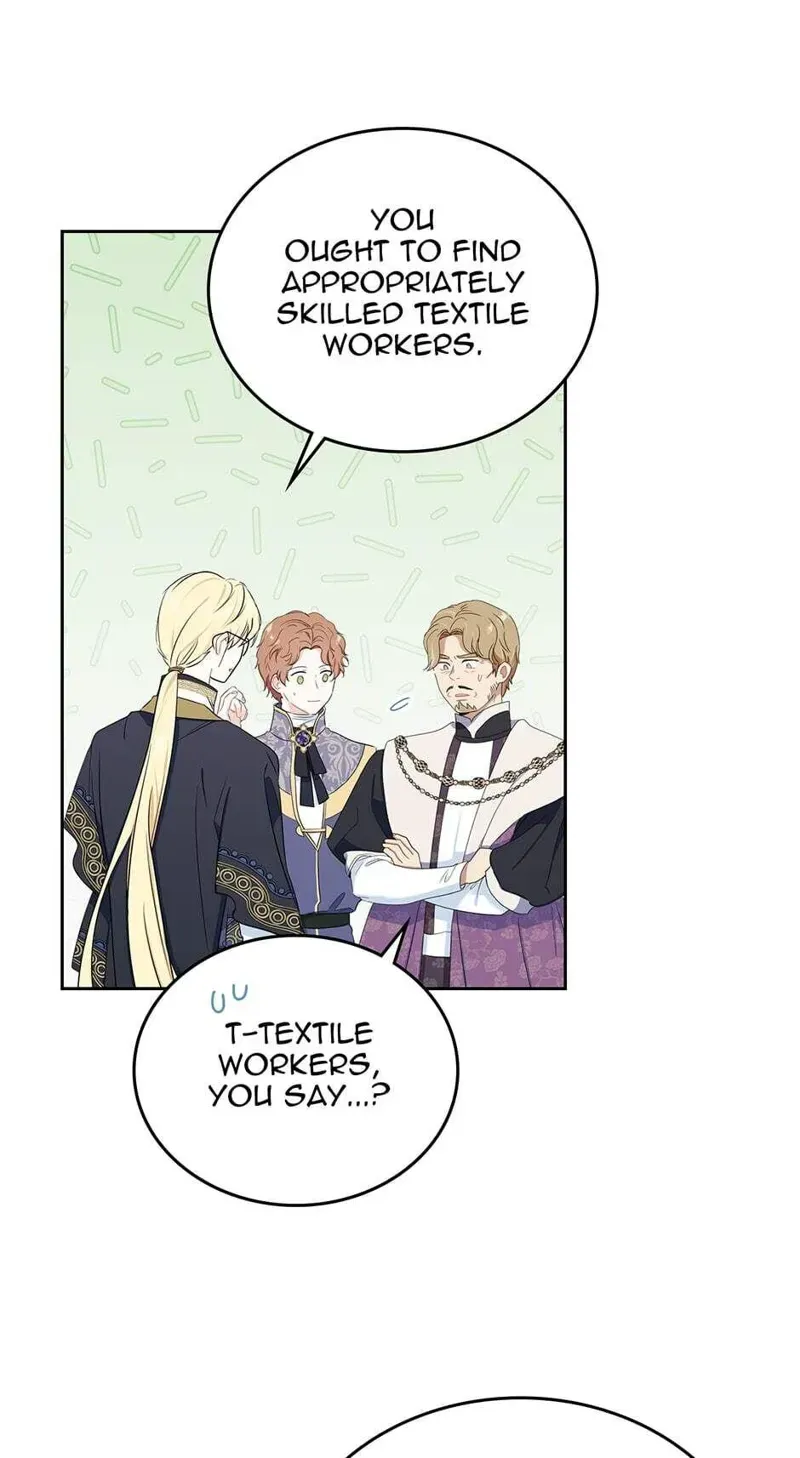 YOU
OUGHT TO FIND
APPROPRIATELY
SKILLED TEXTILE
WORKERS.
T-TEXTILE
WORKERS,
YOU SAY...?